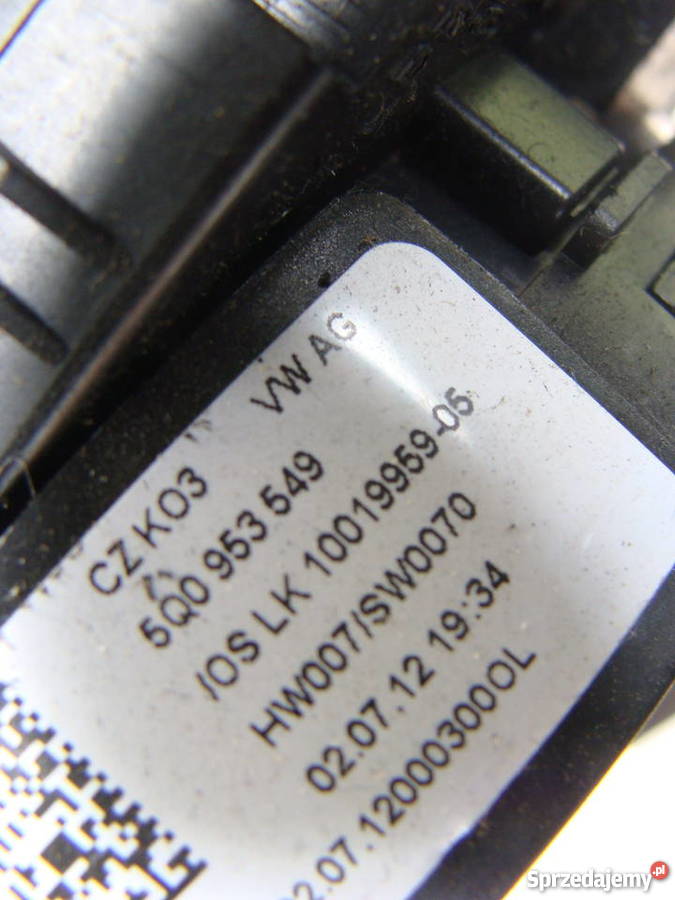 CZ KO3 VW AG
5Q0 953 549
/OS LK 10019959-05
HW007/SW0070
02.07.12 19:34
02.07.12000300OL
Sprzedajemy.pl